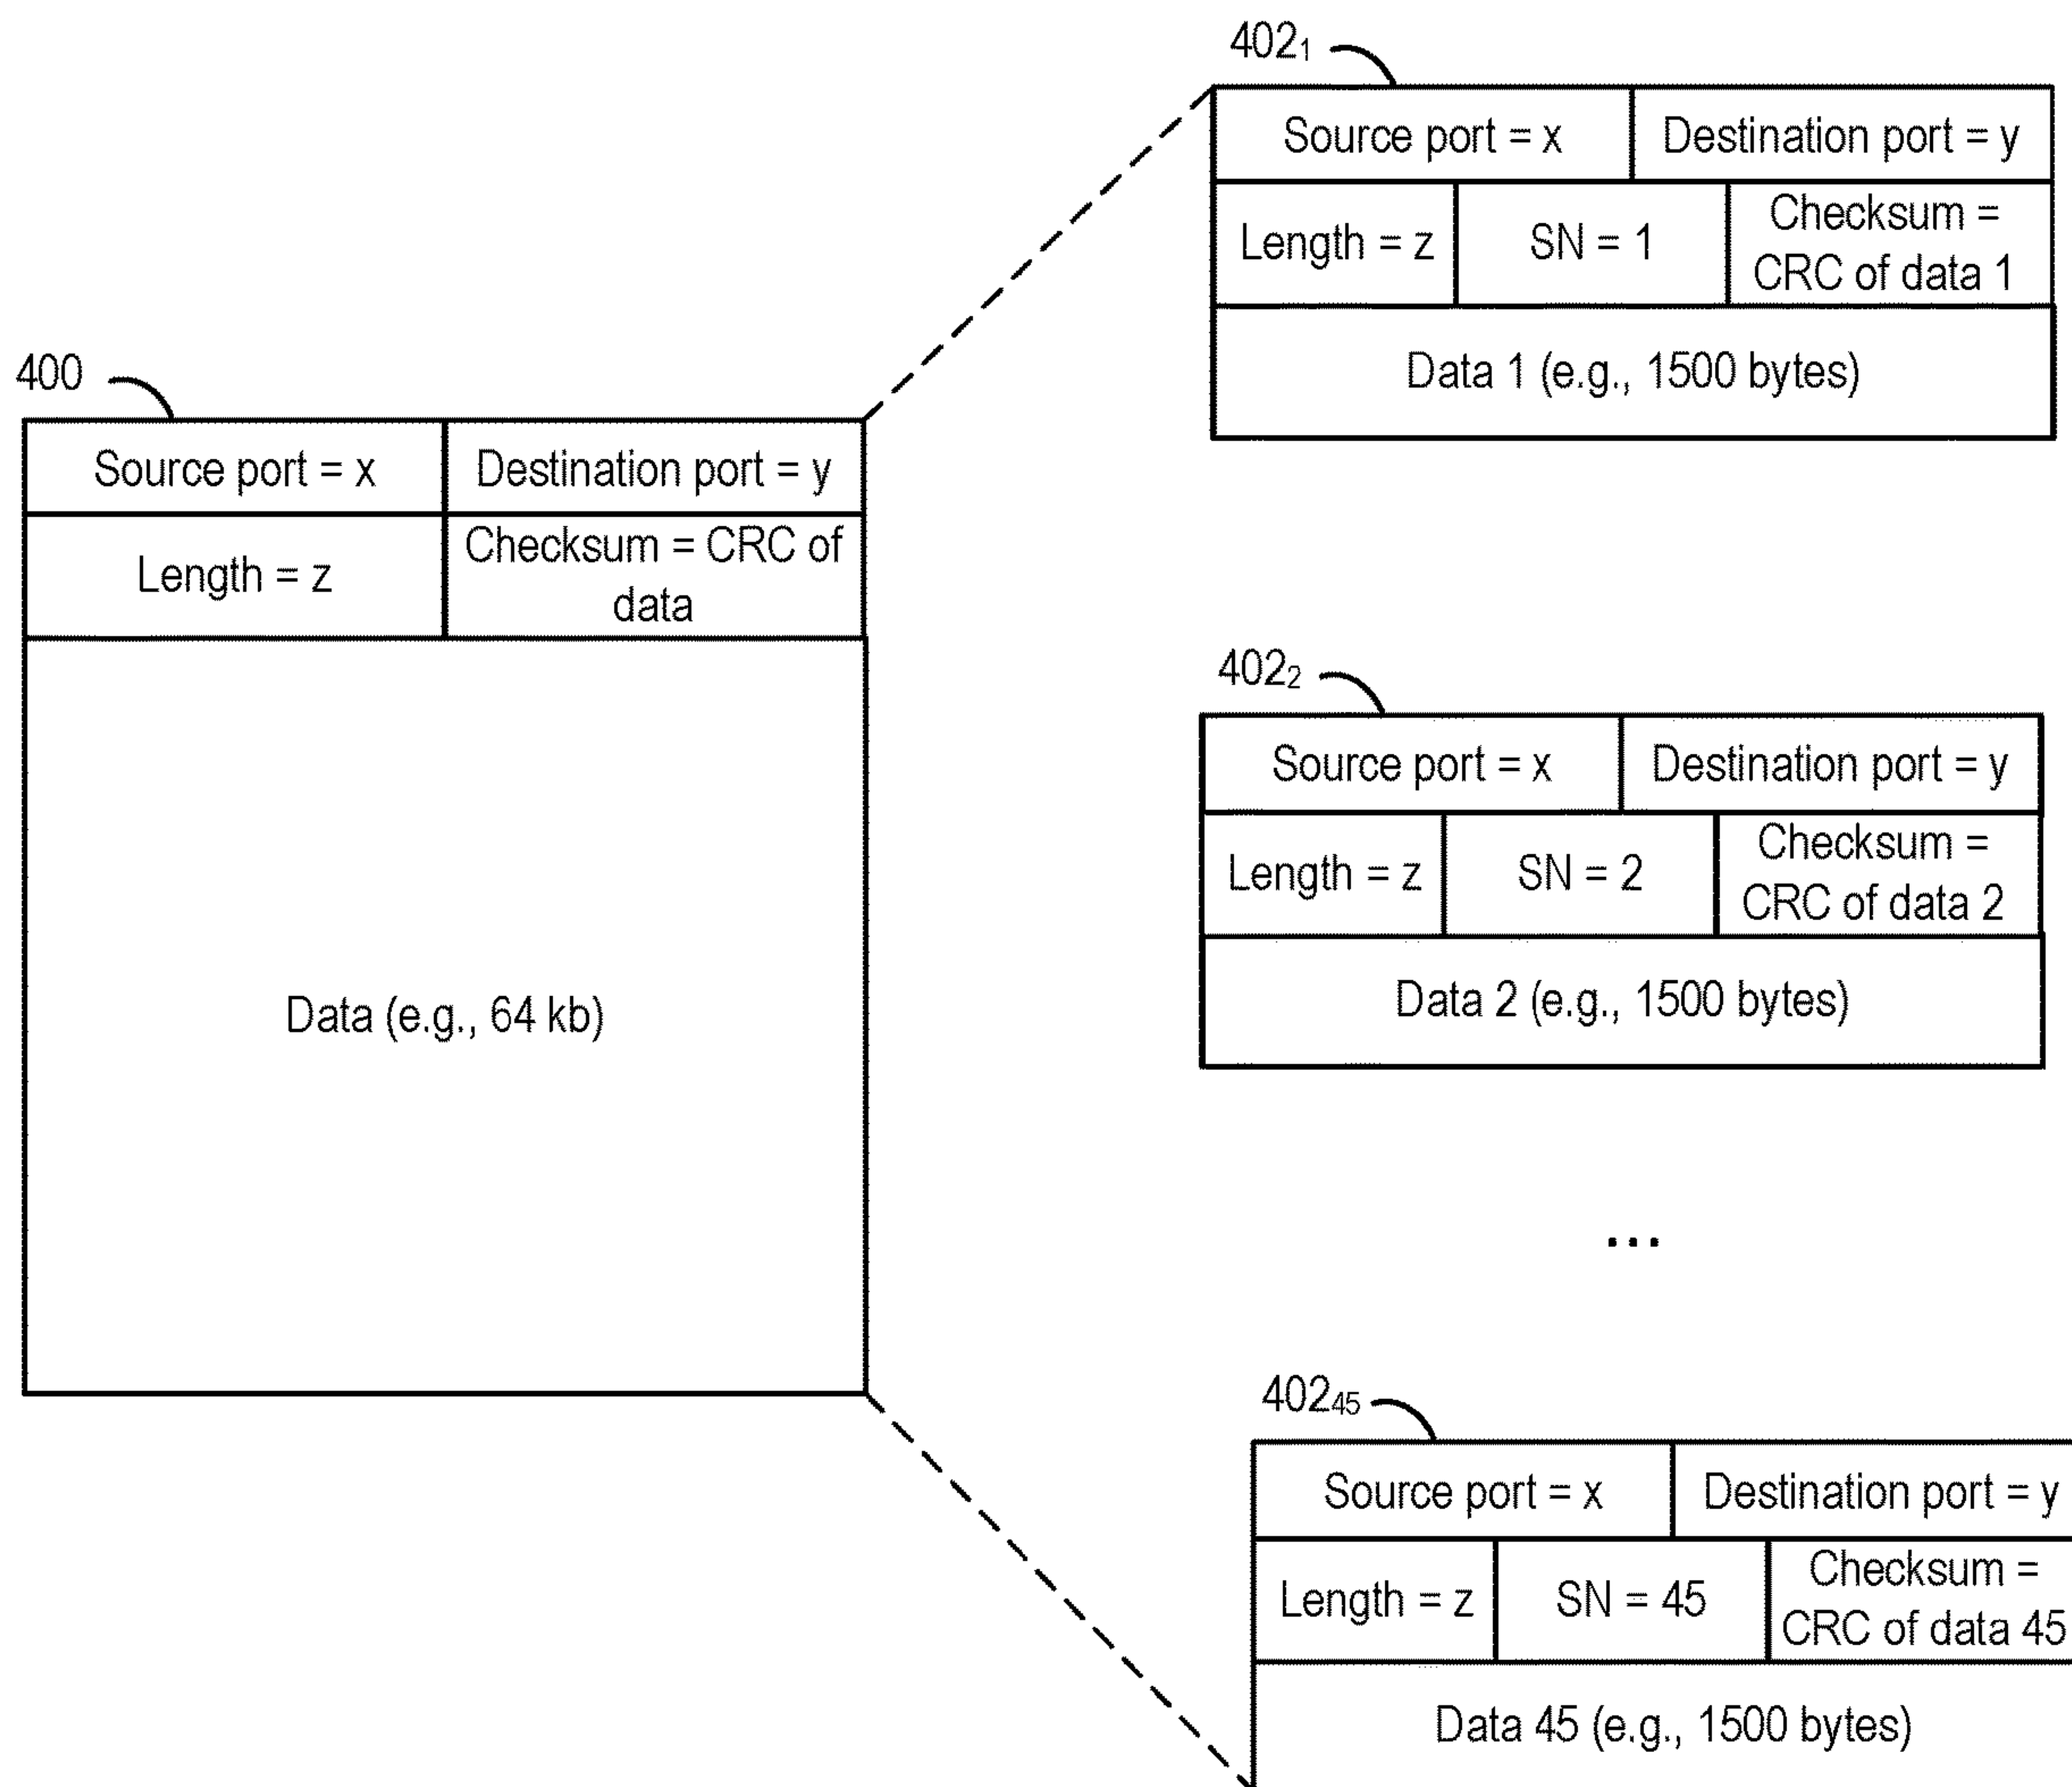 400
Source port = x
Destination port = y
Length = z
Checksum = CRC of
data
Data (e.g., 64 kb)
402₁
Source port = x
Destination port = y
Length = z
SN = 1
Checksum =
CRC of data 1
Data 1 (e.g., 1500 bytes)
402₂
Source port = x
Destination port = y
Length = z
SN = 2
Checksum =
CRC of data 2
Data 2 (e.g., 1500 bytes)
...
402₄₅
Source port = x
Destination port = y
Length = z
SN = 45
Checksum =
CRC of data 45
Data 45 (e.g., 1500 bytes)